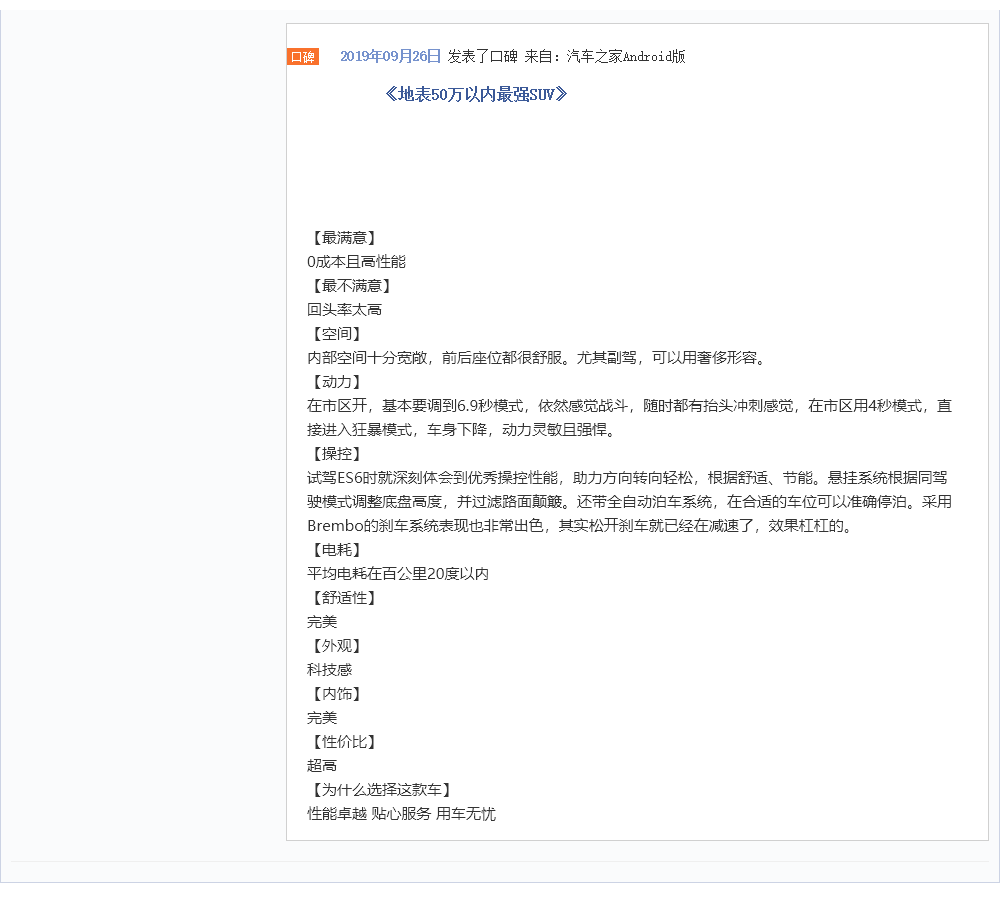 口碑 2019年09月26日 发表了口碑 来自：汽车之家Android版
《地表50万以内最强SUV》
【最满意】
0成本且高性能
【最不满意】
回头率太高
【空间】
内部空间十分宽敞，前后座位都很舒服。尤其副驾，可以用奢侈形容。
【动力】
在市区开，基本要调到6.9秒模式，依然感觉战斗，随时都有抬头冲刺感觉，在市区用4秒模式，直
接进入狂暴模式，车身下降，动力灵敏且强悍。
【操控】
试驾ES6时就深刻体会到优秀操控性能，助力方向转向轻松，根据舒适、节能。悬挂系统根据同驾
驶模式调整底盘高度，并过滤路面颠簸。还带全自动泊车系统，在合适的车位可以准确停泊。采用
Brembo的刹车系统表现也非常出色，其实松开刹车就已经在减速了，效果杠杠的。
【电耗】
平均电耗在百公里20度以内
【舒适性】
完美
【外观】
科技感
【内饰】
完美
【性价比】
超高
【为什么选择这款车】
性能卓越 贴心服务 用车无忧